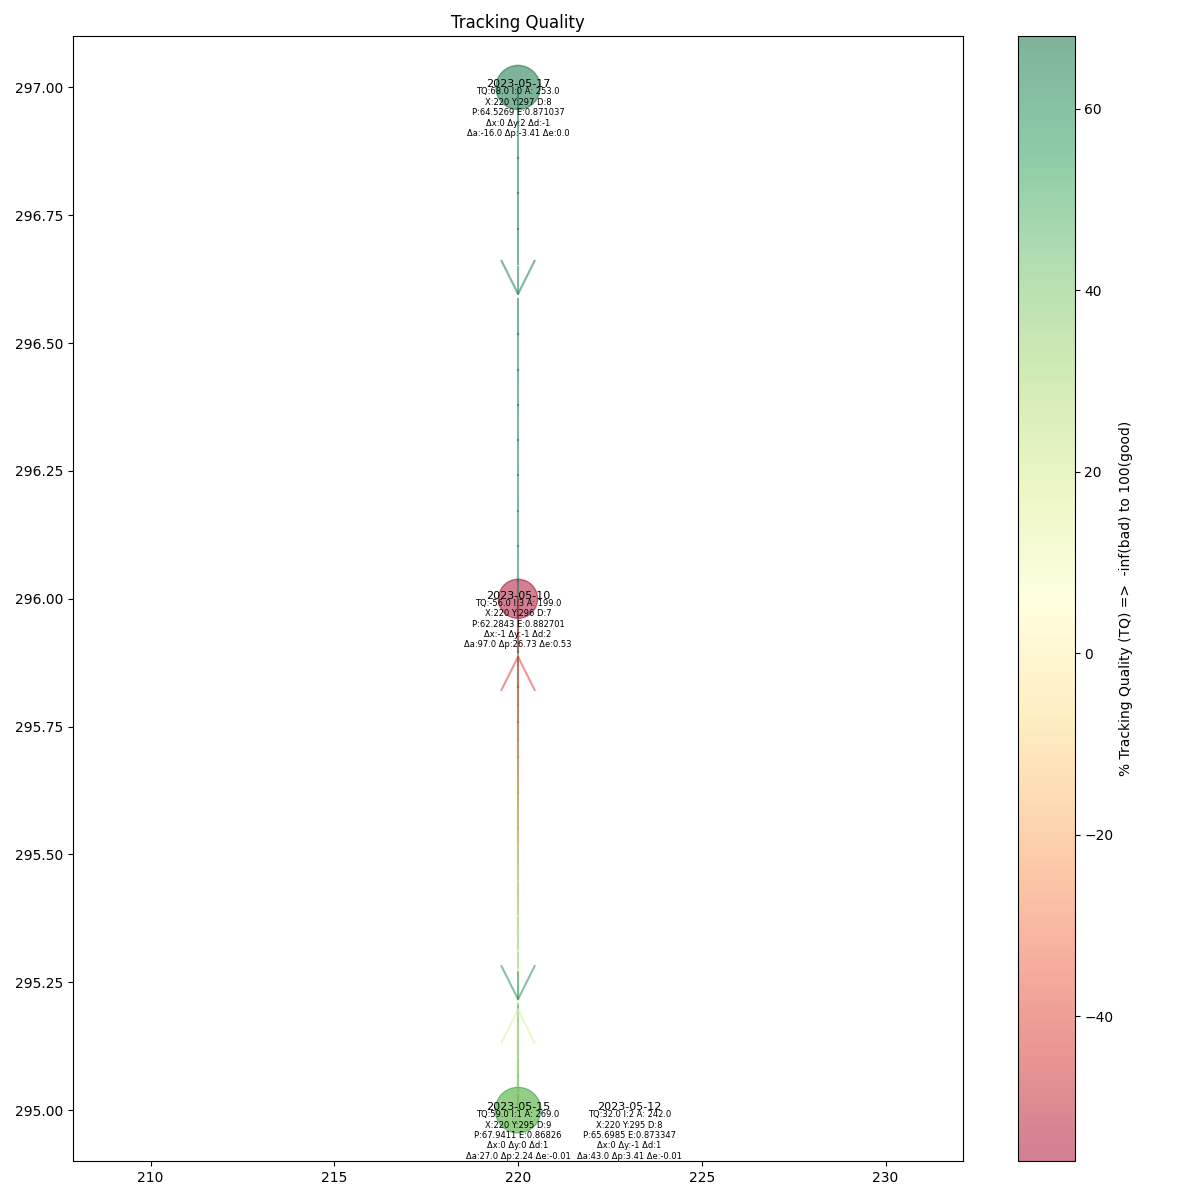 Tracking Quality
297.00
296.75
296.50
296.25
296.00
295.75
295.50
295.25
295.00
2023-05-17
TQ:68.0 I:0 A: 253.0
X:220 Y:297 D:8
P:64.5269 E:0.871037
Δx:0 Δy:2 Δd:-1
Δa:-16.0 Δp:-3.41 Δe:0.0
2023-05-10
TQ:-56.0 I:3 A: 199.0
X:220 Y:296 D:7
P:62.2843 E:0.882701
Δx:-1 Δy:-1 Δd:2
Δa:97.0 Δp:26.73 Δe:0.53
2023-05-15
TQ:59.0 I:1 A: 269.0
X:220 Y:295 D:9
P:67.9411 E:0.86826
Δx:0 Δy:0 Δd:1
Δa:27.0 Δp:2.24 Δe:-0.01
2023-05-12
TQ:32.0 I:2 A: 242.0
X:220 Y:295 D:8
P:65.6985 E:0.873347
Δx:0 Δy:-1 Δd:1
Δa:43.0 Δp:3.41 Δe:-0.01
210
215
220
225
230
60
40
20
0
−20
−40
% Tracking Quality (TQ) => -inf(bad) to 100(good)